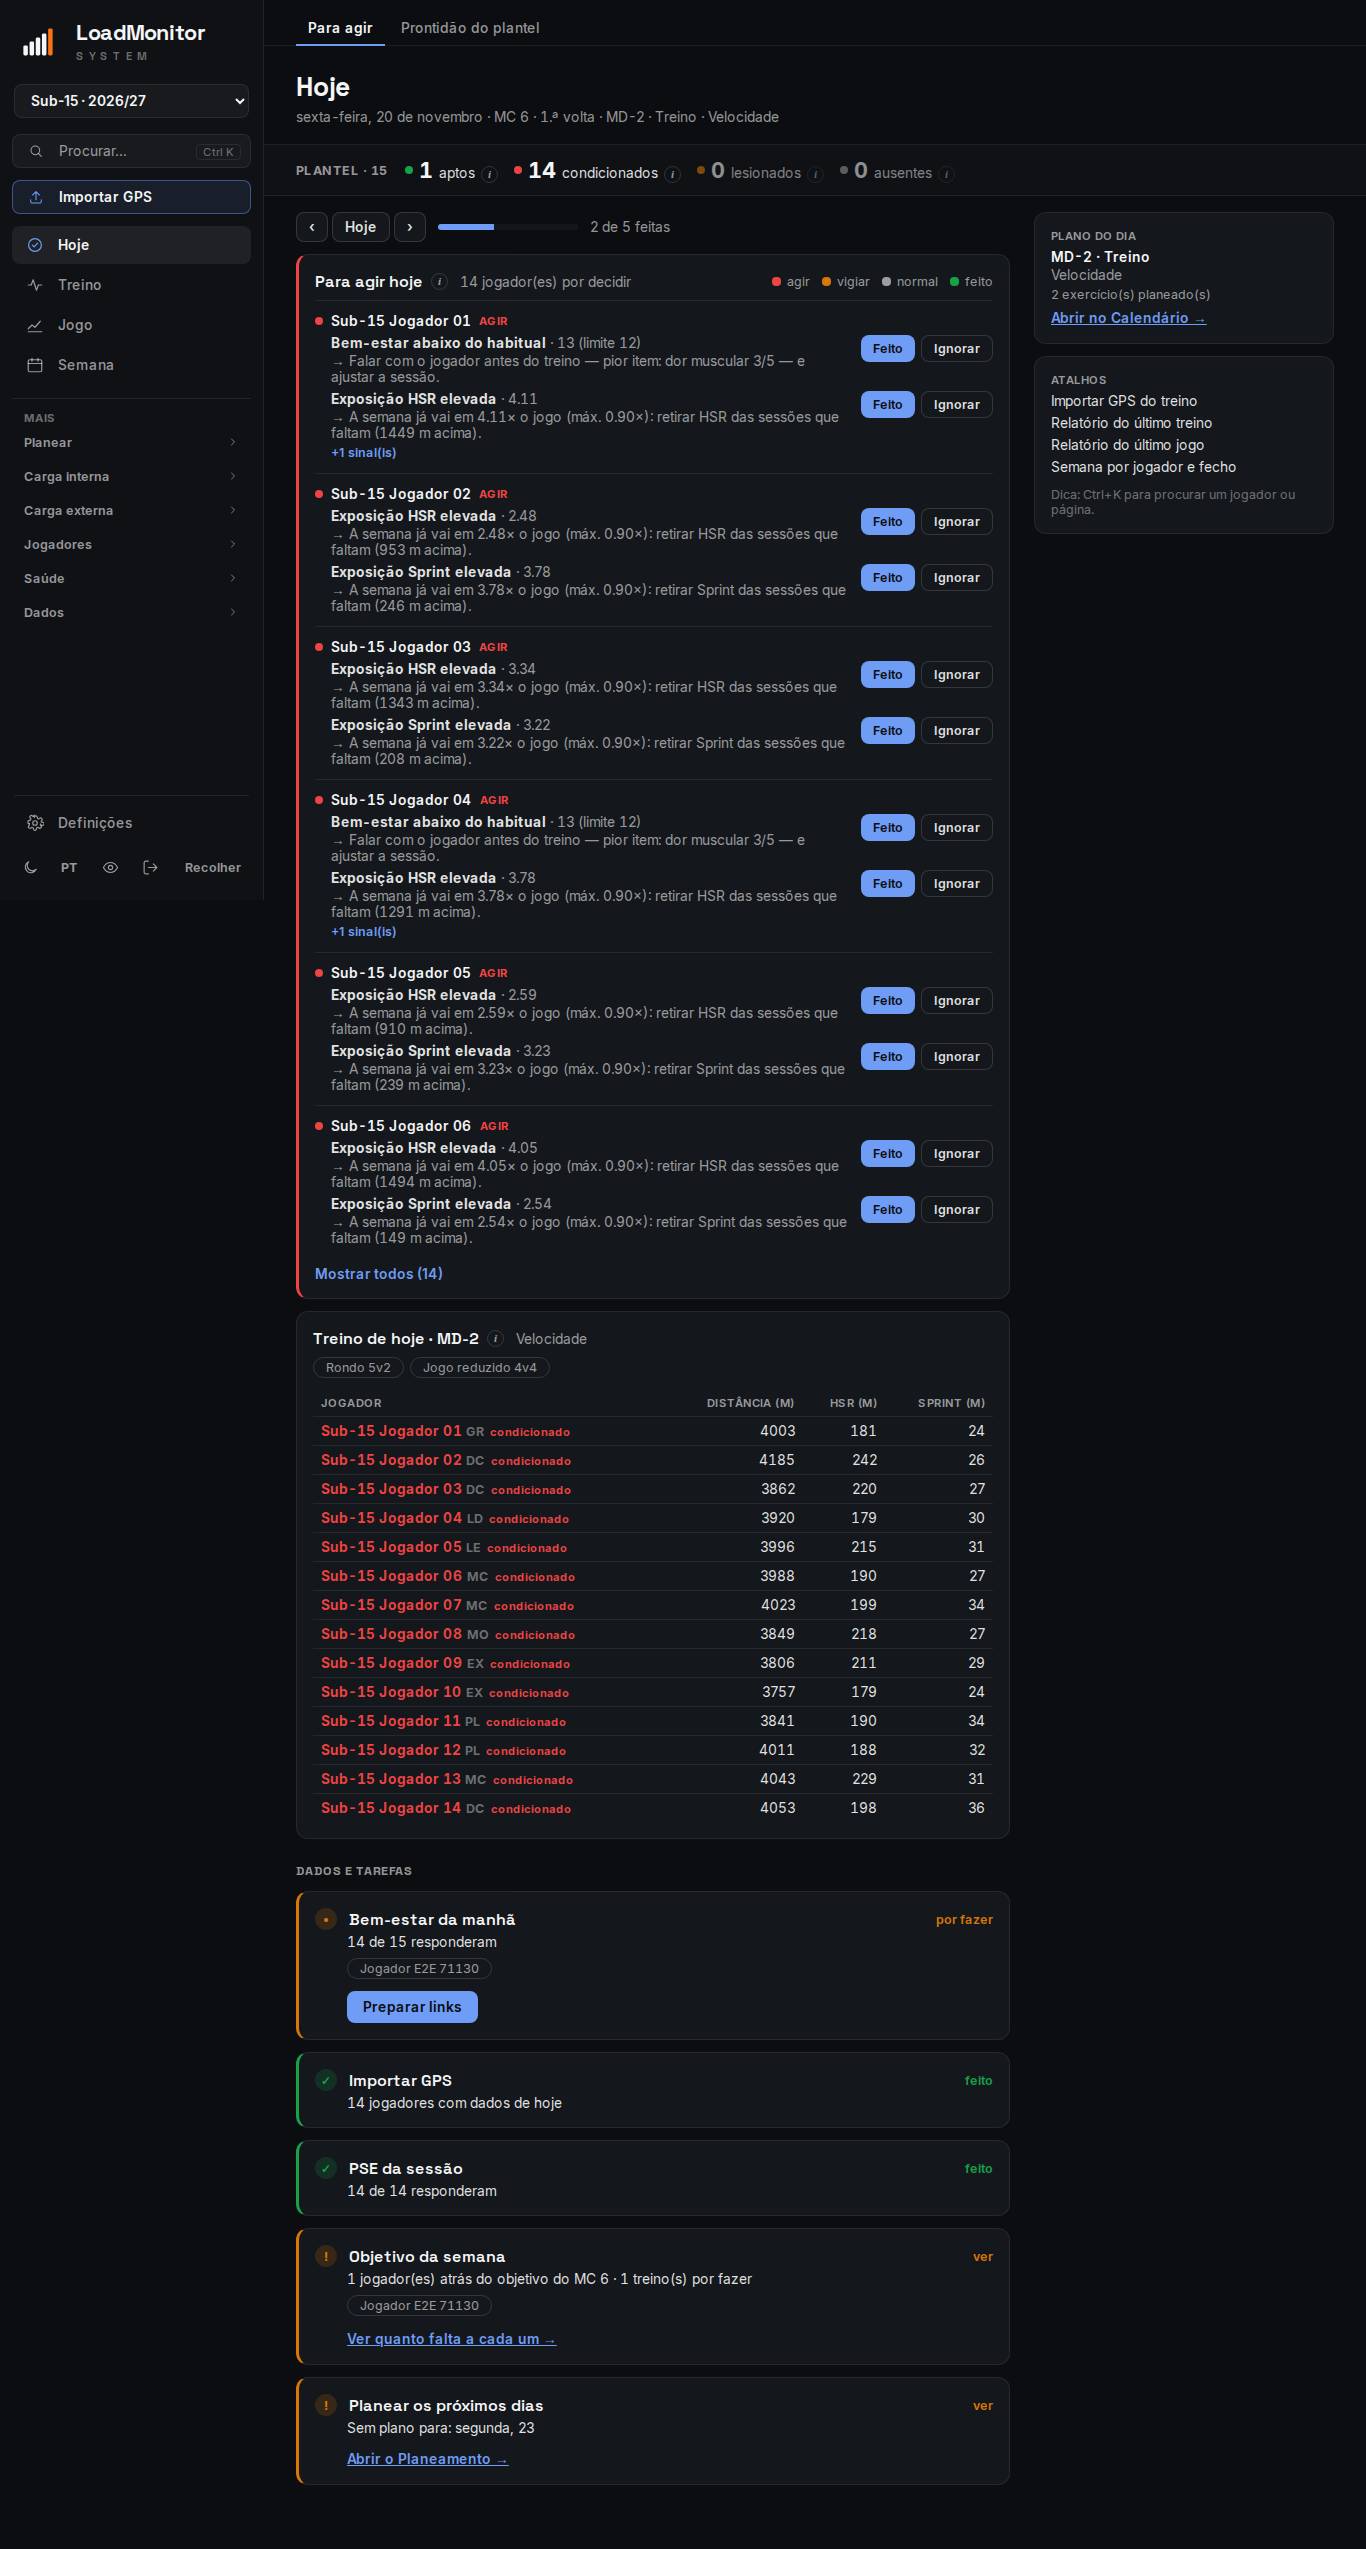 LoadMonitor
SYSTEM
Sub-15 · 2026/27
Procurar... Ctrl K
Importar GPS
Hoje
Treino
Jogo
Semana
MAIS
Planear
Carga interna
Carga externa
Jogadores
Saúde
Dados
Definições
PT Recolher
Para agir Prontidão do plantel
Hoje
sexta-feira, 20 de novembro · MC 6 · 1.ª volta · MD-2 · Treino · Velocidade
PLANTEL · 15 1 aptos i 14 condicionados i 0 lesionados i 0 ausentes i
‹ Hoje › 2 de 5 feitas
Para agir hoje i 14 jogador(es) por decidir agir vigiar normal feito
Sub-15 Jogador 01 AGIR
Bem-estar abaixo do habitual · 13 (limite 12) Feito Ignorar
→ Falar com o jogador antes do treino — pior item: dor muscular 3/5 — e
ajustar a sessão.
Exposição HSR elevada · 4.11 Feito Ignorar
→ A semana já vai em 4.11× o jogo (máx. 0.90×): retirar HSR das sessões que
faltam (1449 m acima).
+1 sinal(is)
Sub-15 Jogador 02 AGIR
Exposição HSR elevada · 2.48 Feito Ignorar
→ A semana já vai em 2.48× o jogo (máx. 0.90×): retirar HSR das sessões que
faltam (953 m acima).
Exposição Sprint elevada · 3.78 Feito Ignorar
→ A semana já vai em 3.78× o jogo (máx. 0.90×): retirar Sprint das sessões que
faltam (246 m acima).
Sub-15 Jogador 03 AGIR
Exposição HSR elevada · 3.34 Feito Ignorar
→ A semana já vai em 3.34× o jogo (máx. 0.90×): retirar HSR das sessões que
faltam (1343 m acima).
Exposição Sprint elevada · 3.22 Feito Ignorar
→ A semana já vai em 3.22× o jogo (máx. 0.90×): retirar Sprint das sessões que
faltam (208 m acima).
Sub-15 Jogador 04 AGIR
Bem-estar abaixo do habitual · 13 (limite 12) Feito Ignorar
→ Falar com o jogador antes do treino — pior item: dor muscular 3/5 — e
ajustar a sessão.
Exposição HSR elevada · 3.78 Feito Ignorar
→ A semana já vai em 3.78× o jogo (máx. 0.90×): retirar HSR das sessões que
faltam (1291 m acima).
+1 sinal(is)
Sub-15 Jogador 05 AGIR
Exposição HSR elevada · 2.59 Feito Ignorar
→ A semana já vai em 2.59× o jogo (máx. 0.90×): retirar HSR das sessões que
faltam (910 m acima).
Exposição Sprint elevada · 3.23 Feito Ignorar
→ A semana já vai em 3.23× o jogo (máx. 0.90×): retirar Sprint das sessões que
faltam (239 m acima).
Sub-15 Jogador 06 AGIR
Exposição HSR elevada · 4.05 Feito Ignorar
→ A semana já vai em 4.05× o jogo (máx. 0.90×): retirar HSR das sessões que
faltam (1494 m acima).
Exposição Sprint elevada · 2.54 Feito Ignorar
→ A semana já vai em 2.54× o jogo (máx. 0.90×): retirar Sprint das sessões que
faltam (149 m acima).
Mostrar todos (14)
Treino de hoje · MD-2 i Velocidade
Rondo 5v2 Jogo reduzido 4v4
JOGADOR DISTÂNCIA (M) HSR (M) SPRINT (M)
Sub-15 Jogador 01 GR condicionado 4003 181 24
Sub-15 Jogador 02 DC condicionado 4185 242 26
Sub-15 Jogador 03 DC condicionado 3862 220 27
Sub-15 Jogador 04 LD condicionado 3920 179 30
Sub-15 Jogador 05 LE condicionado 3996 215 31
Sub-15 Jogador 06 MC condicionado 3988 190 27
Sub-15 Jogador 07 MC condicionado 4023 199 34
Sub-15 Jogador 08 MO condicionado 3849 218 27
Sub-15 Jogador 09 EX condicionado 3806 211 29
Sub-15 Jogador 10 EX condicionado 3757 179 24
Sub-15 Jogador 11 PL condicionado 3841 190 34
Sub-15 Jogador 12 PL condicionado 4011 188 32
Sub-15 Jogador 13 MC condicionado 4043 229 31
Sub-15 Jogador 14 DC condicionado 4053 198 36
DADOS E TAREFAS
Bem-estar da manhã por fazer
14 de 15 responderam
Jogador E2E 71130
Preparar links
✓ Importar GPS feito
14 jogadores com dados de hoje
✓ PSE da sessão feito
14 de 14 responderam
! Objetivo da semana ver
1 jogador(es) atrás do objetivo do MC 6 · 1 treino(s) por fazer
Jogador E2E 71130
Ver quanto falta a cada um →
! Planear os próximos dias ver
Sem plano para: segunda, 23
Abrir o Planeamento →
PLANO DO DIA
MD-2 · Treino
Velocidade
2 exercício(s) planeado(s)
Abrir no Calendário →
ATALHOS
Importar GPS do treino
Relatório do último treino
Relatório do último jogo
Semana por jogador e fecho
Dica: Ctrl+K para procurar um jogador ou
página.